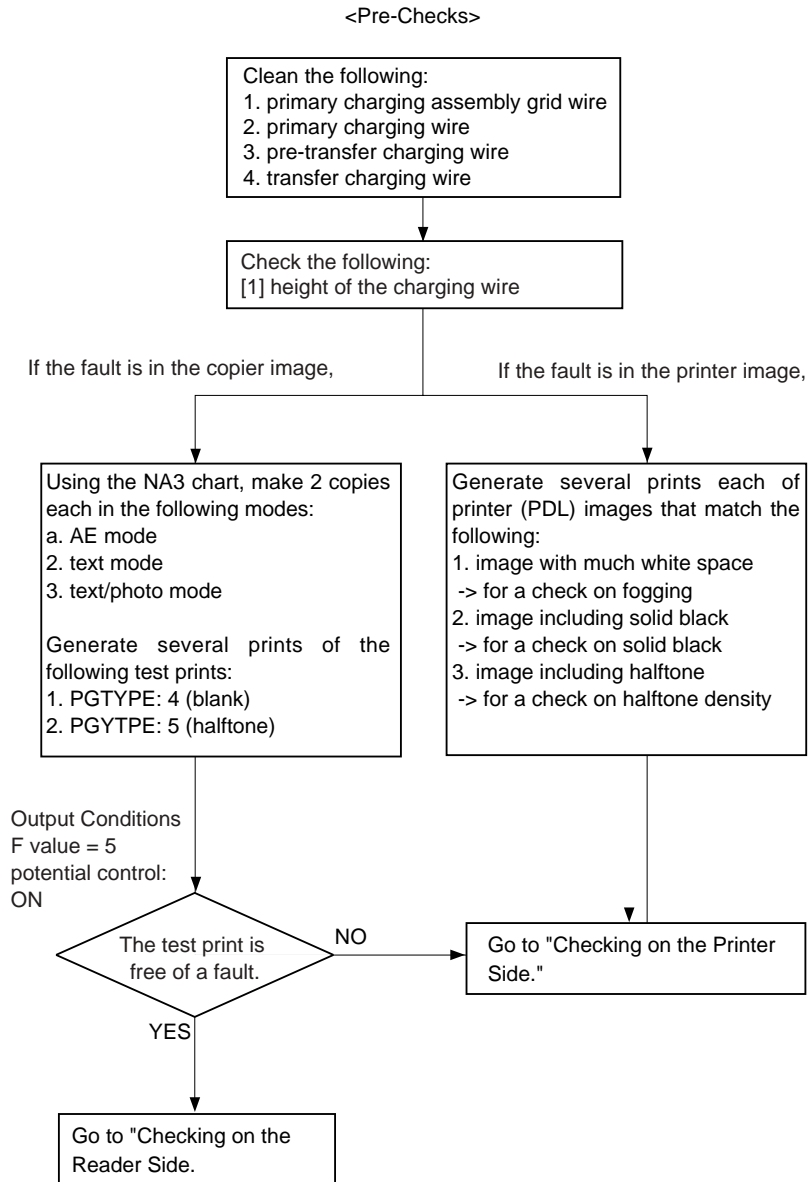 <Pre-Checks>
Clean the following:
1. primary charging assembly grid wire
2. primary charging wire
3. pre-transfer charging wire
4. transfer charging wire
Check the following:
[1] height of the charging wire
If the fault is in the copier image,
If the fault is in the printer image,
Using the NA3 chart, make 2 copies
each in the following modes:
a. AE mode
2. text mode
3. text/photo mode
Generate several prints of the
following test prints:
1. PGTYPE: 4 (blank)
2. PGYTPE: 5 (halftone)
Generate several prints each of
printer (PDL) images that match the
following:
1. image with much white space
-> for a check on fogging
2. image including solid black
-> for a check on solid black
3. image including halftone
-> for a check on halftone density
Output Conditions
F value = 5
potential control:
ON
The test print is
free of a fault.
NO
Go to "Checking on the Printer
Side."
YES
Go to "Checking on the
Reader Side.